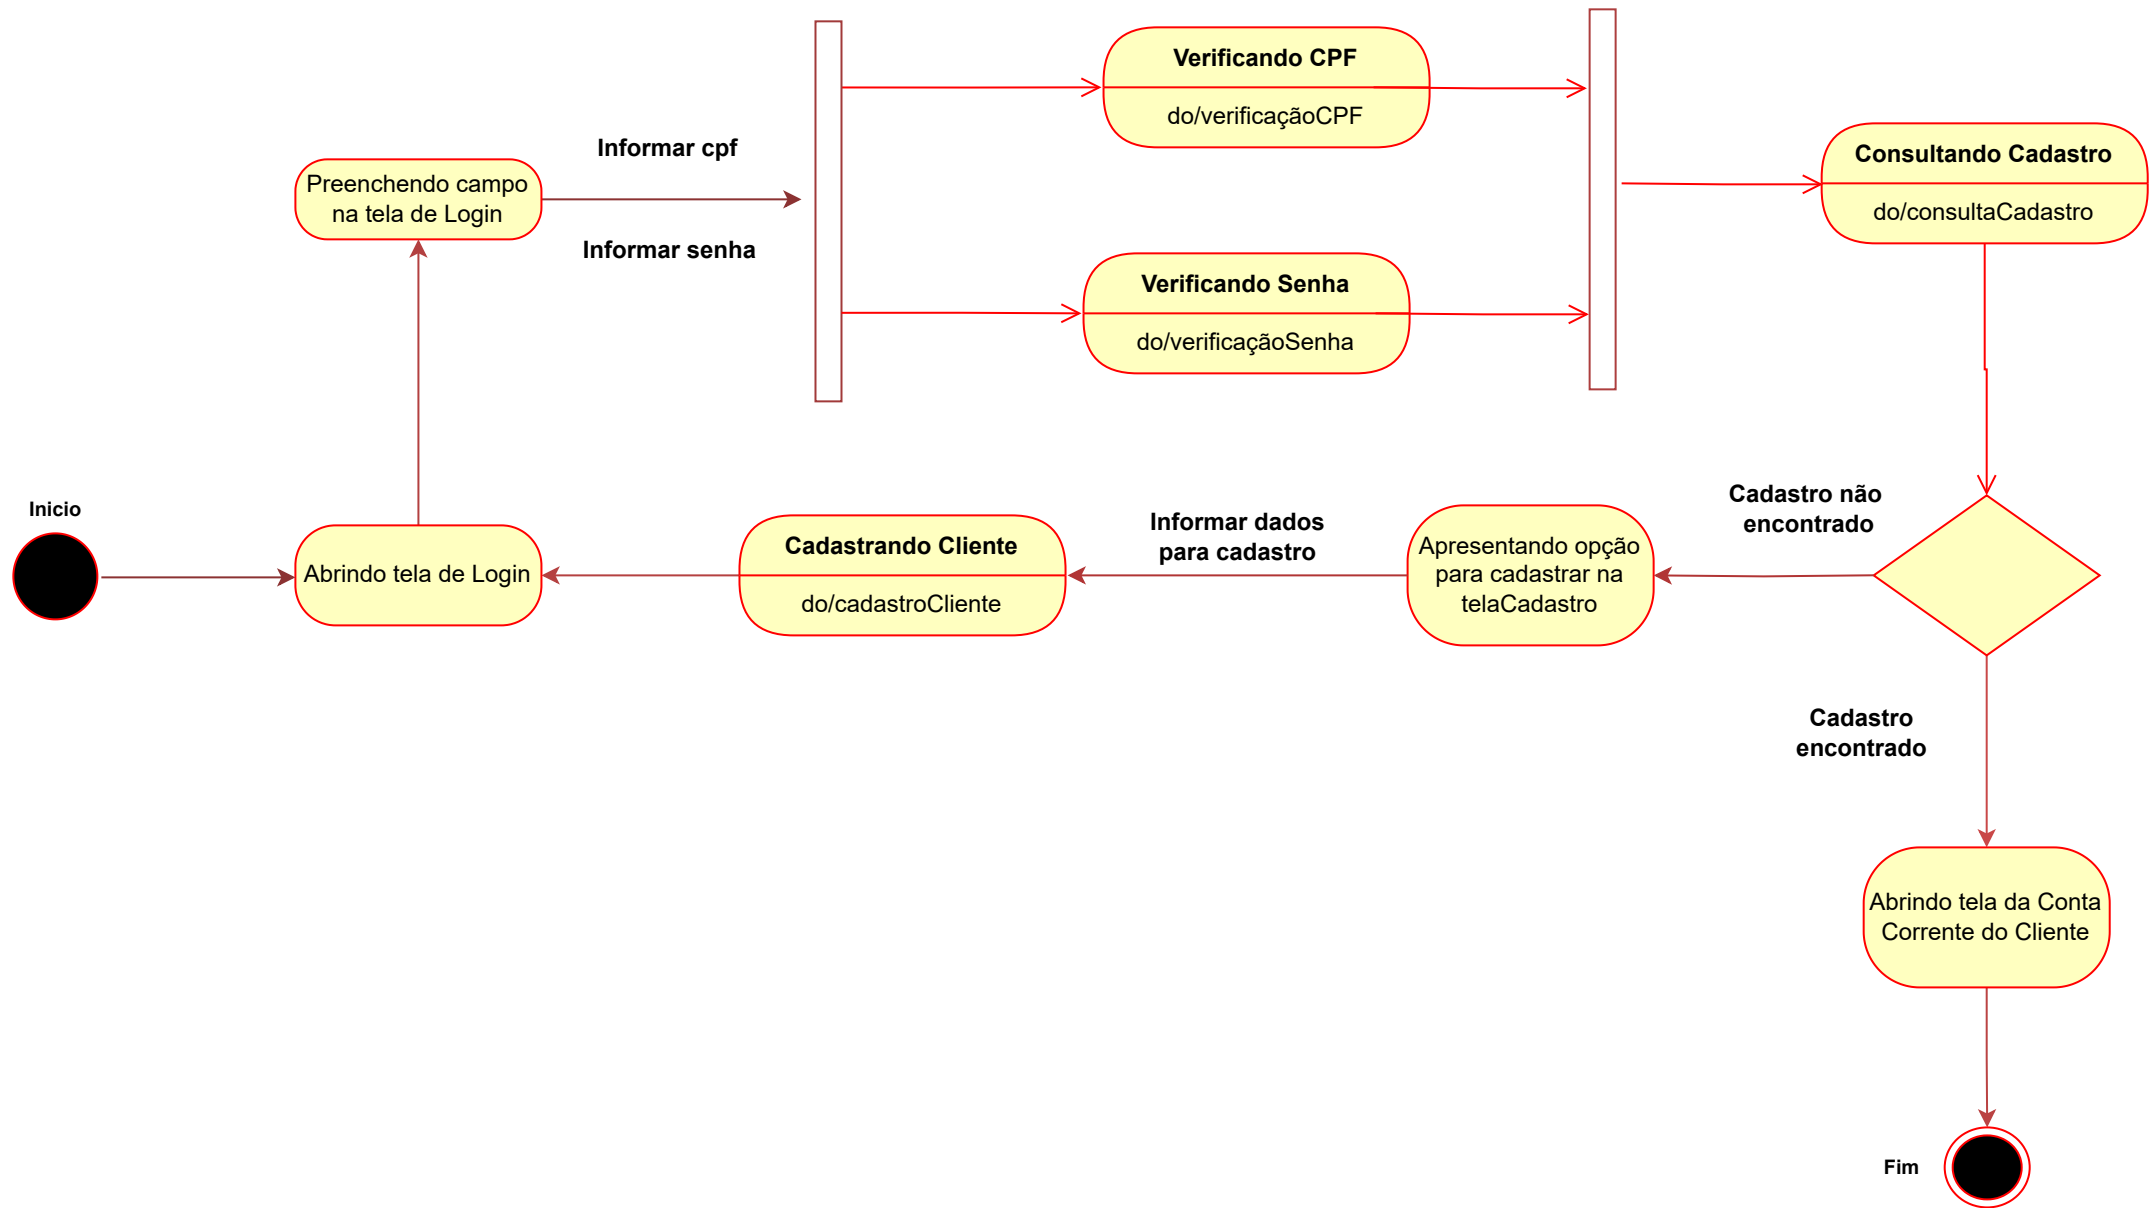 Verificando CPF
do/verificaçãoCPF
Informar cpf
Preenchendo campo
na tela de Login
Informar senha
Verificando Senha
do/verificaçãoSenha
Consultando Cadastro
do/consultaCadastro
Inicio
Abrindo tela de Login
Cadastrando Cliente
do/cadastroCliente
Informar dados
para cadastro
Apresentando opção
para cadastrar na
telaCadastro
Cadastro não
encontrado
Cadastro
encontrado
Abrindo tela da Conta
Corrente do Cliente
Fim